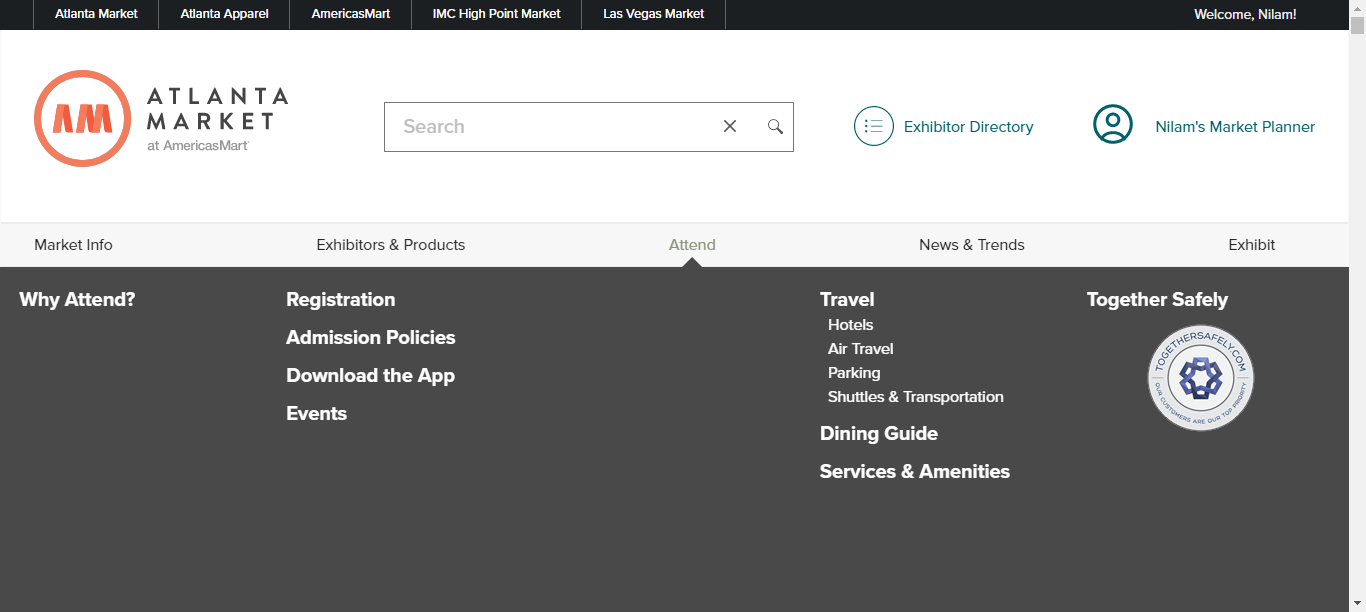 Atlanta Market
Atlanta Apparel
AmericasMart
IMC High Point Market
Las Vegas Market
Welcome, Nilam!
AM
ATLANTA
MARKET
at AmericasMart
Search
Exhibitor Directory
Nilam's Market Planner
Market Info
Exhibitors & Products
Attend
News & Trends
Exhibit
Why Attend?
Registration
Admission Policies
Download the App
Events
Travel
Hotels
Air Travel
Parking
Shuttles & Transportation
Dining Guide
Services & Amenities
Together Safely
TOGETHERSAFELY.COM
OUR CUSTOMERS ARE OUR TOP PRIORITY